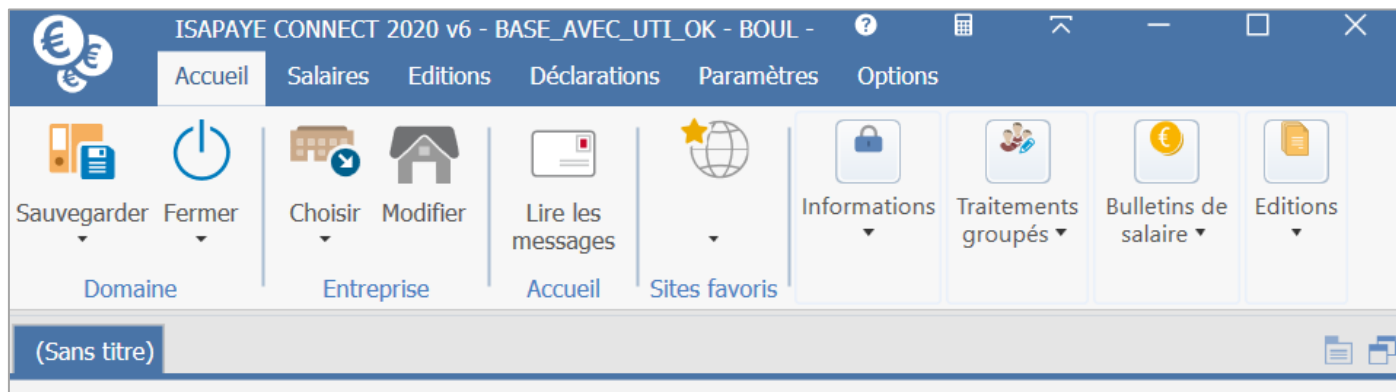 ISAPAYE CONNECT 2020 v6 - BASE_AVEC_UTI_OK - BOUL -
Accueil Salaires Editions Déclarations Paramètres Options
Sauvegarder Fermer Choisir Modifier Lire les Informations Traitements Bulletins de Editions
messages groupés salaire
Domaine Entreprise Accueil Sites favoris
(Sans titre)